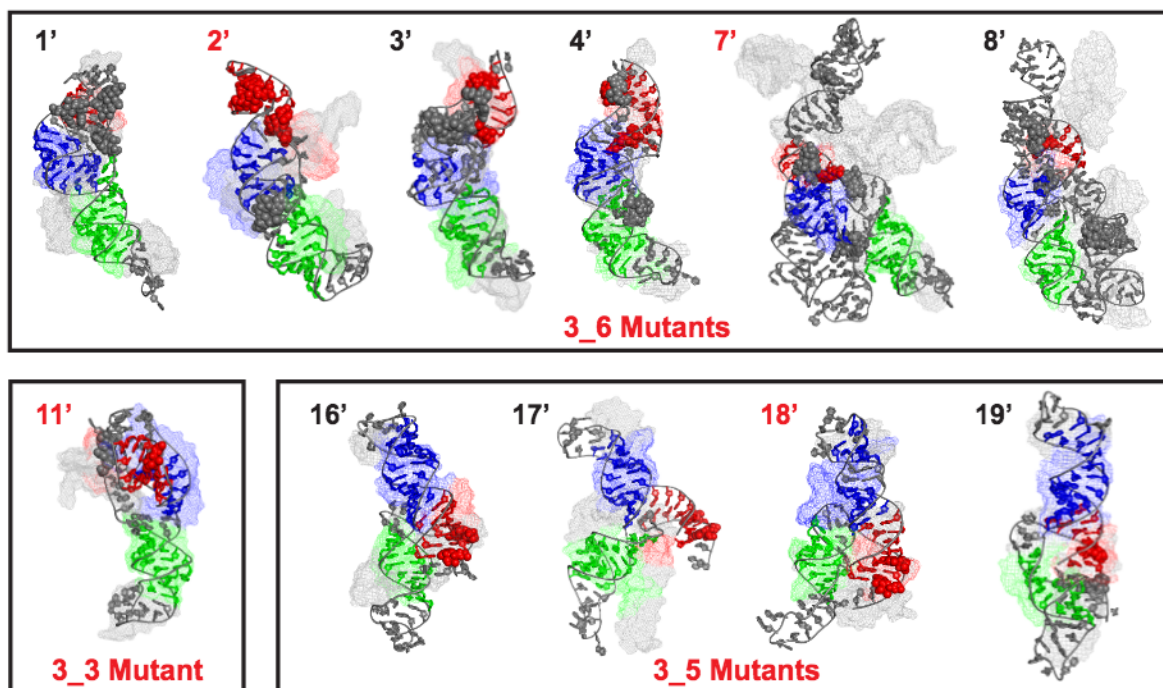 1’ 2’ 3’ 4’ 7’ 8’
3_6 Mutants
11’ 16’ 17’ 18’ 19’
3_3 Mutant 3_5 Mutants